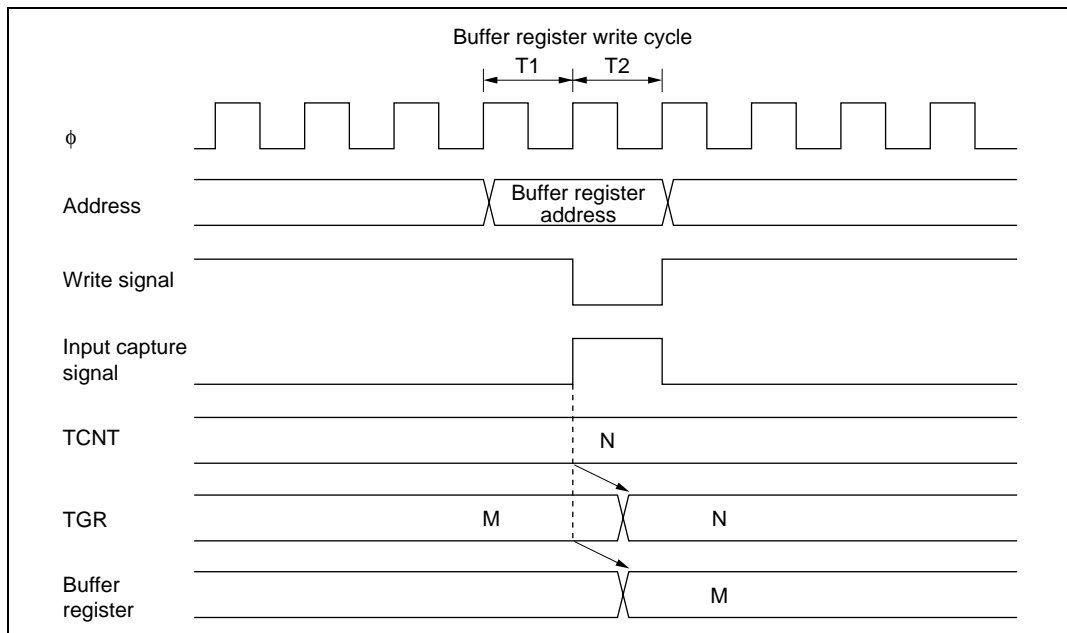 Buffer register write cycle
T1 T2
ϕ
Address
Buffer register
address
Write signal
Input capture
signal
TCNT
N
TGR
M N
Buffer
register
M